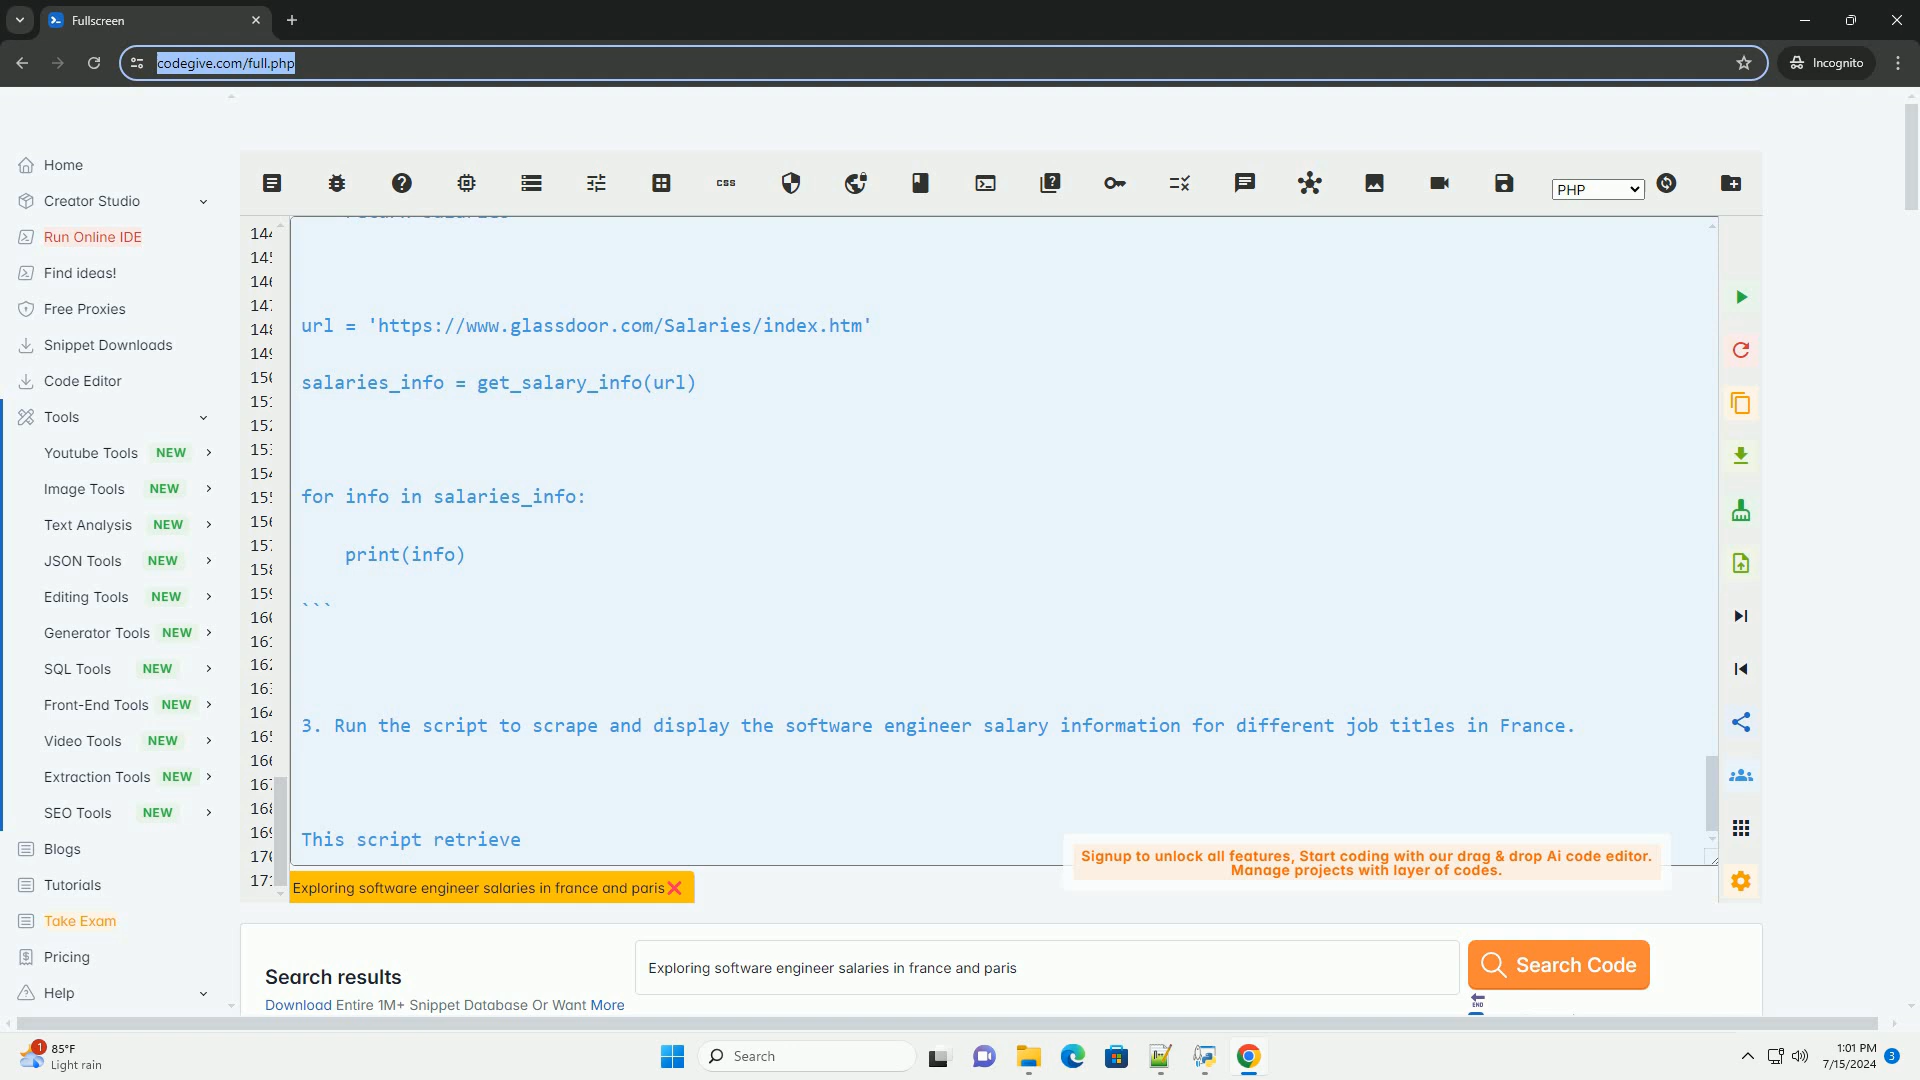 Fullscreen
codegive.com/full.php
Incognito
Home
Creator Studio
Run Online IDE
Find ideas!
Free Proxies
Snippet Downloads
Code Editor
Tools
Youtube Tools NEW
Image Tools NEW
Text Analysis NEW
JSON Tools NEW
Editing Tools NEW
Generator Tools NEW
SQL Tools NEW
Front-End Tools NEW
Video Tools NEW
Extraction Tools NEW
SEO Tools NEW
Blogs
Tutorials
Take Exam
Pricing
Help
css
PHP
url = 'https://www.glassdoor.com/Salaries/index.htm'
salaries_info = get_salary_info(url)
for info in salaries_info:
print(info)
```
3. Run the script to scrape and display the software engineer salary information for different job titles in France.
This script retrieve
Signup to unlock all features, Start coding with our drag & drop Ai code editor.
Manage projects with layer of codes.
Exploring software engineer salaries in france and paris
Search results
Download Entire 1M+ Snippet Database Or Want More
Exploring software engineer salaries in france and paris
Search Code
END
1
85°F
Light rain
Search
1:01 PM
7/15/2024
3